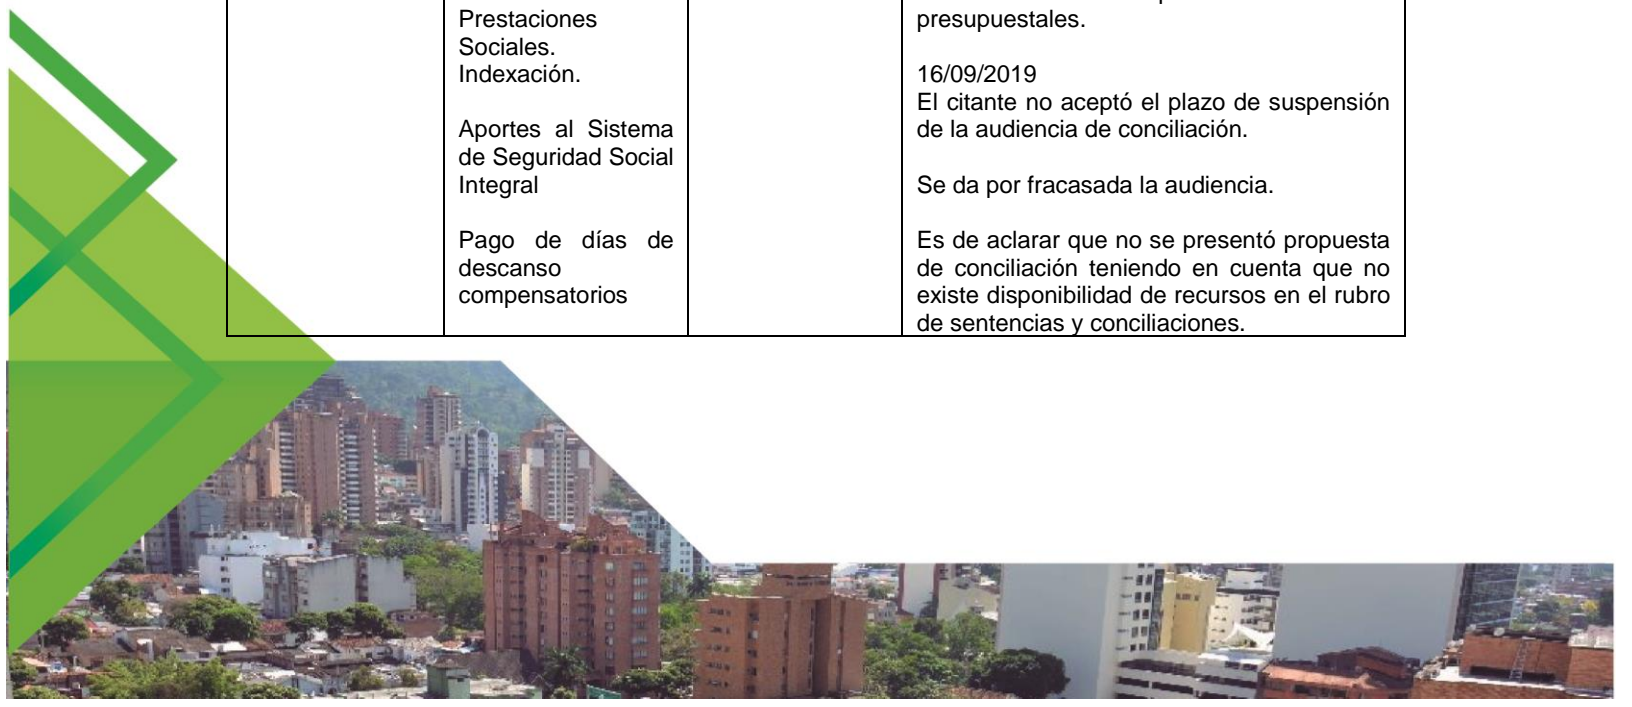 Prestaciones
Sociales.
Indexación.
Aportes al Sistema
de Seguridad Social
Integral
Pago de días de
descanso
compensatorios
presupuestales.
16/09/2019
El citante no aceptó el plazo de suspensión
de la audiencia de conciliación.
Se da por fracasada la audiencia.
Es de aclarar que no se presentó propuesta
de conciliación teniendo en cuenta que no
existe disponibilidad de recursos en el rubro
de sentencias y conciliaciones.